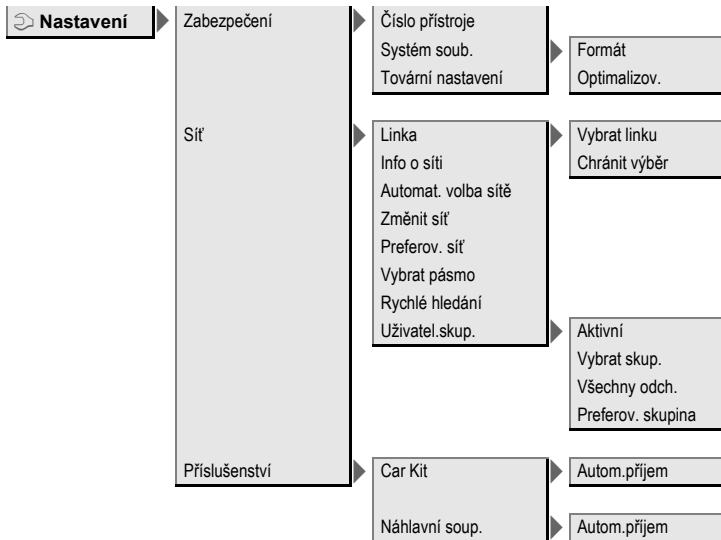 Nastavení
Zabezpečení
Číslo přístroje
Systém soub.
Formát
Tovární nastavení
Optimalizov.
Síť
Linka
Vybrat linku
Info o síti
Chránit výběr
Automat. volba sítě
Změnit síť
Preferov. síť
Vybrat pásmo
Rychlé hledání
Uživatel.skup.
Aktivní
Vybrat skup.
Všechny odch.
Preferov. skupina
Příslušenství
Car Kit
Autom.příjem
Náhlavní soup.
Autom.příjem